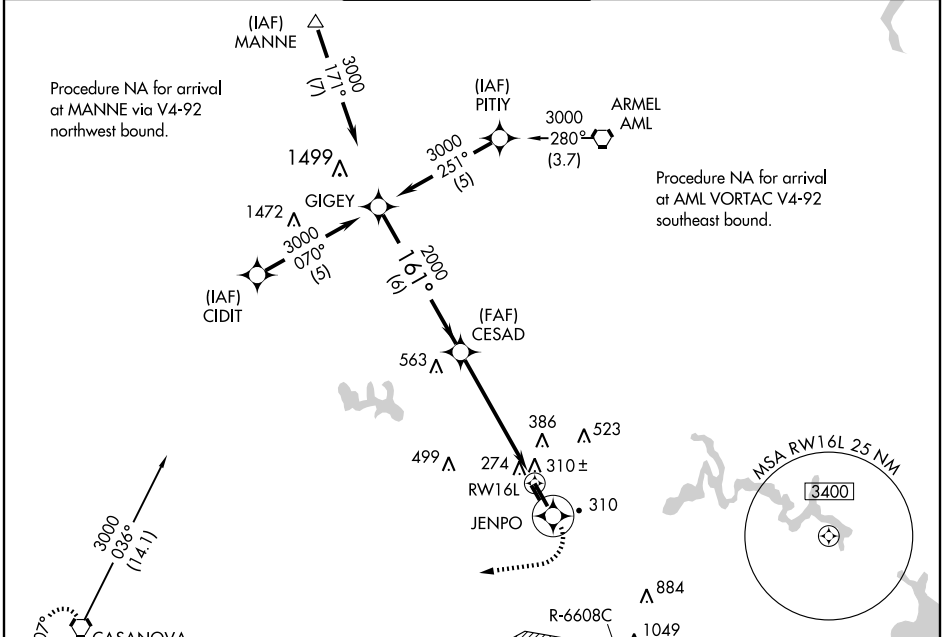 (IAF)
MANNE
3000
171°
(7)
Procedure NA for arrival
at MANNE via V4-92
northwest bound.
(IAF)
PITIY
ARMEL
AML
3000
280°
(3.7)
3000
251°
(5)
Procedure NA for arrival
at AML VORTAC V4-92
southeast bound.
1499
GIGEY
1472
3000
070°
(5)
(IAF)
CIDIT
2000
161°
(6)
(FAF)
CESAD
563
386
523
499
274
310±
RW16L
JENPO
310
MSA RW16L 25 NM
3400
3000
036°
(14.1)
884
R-6608C
1049
07°
CASANOVA